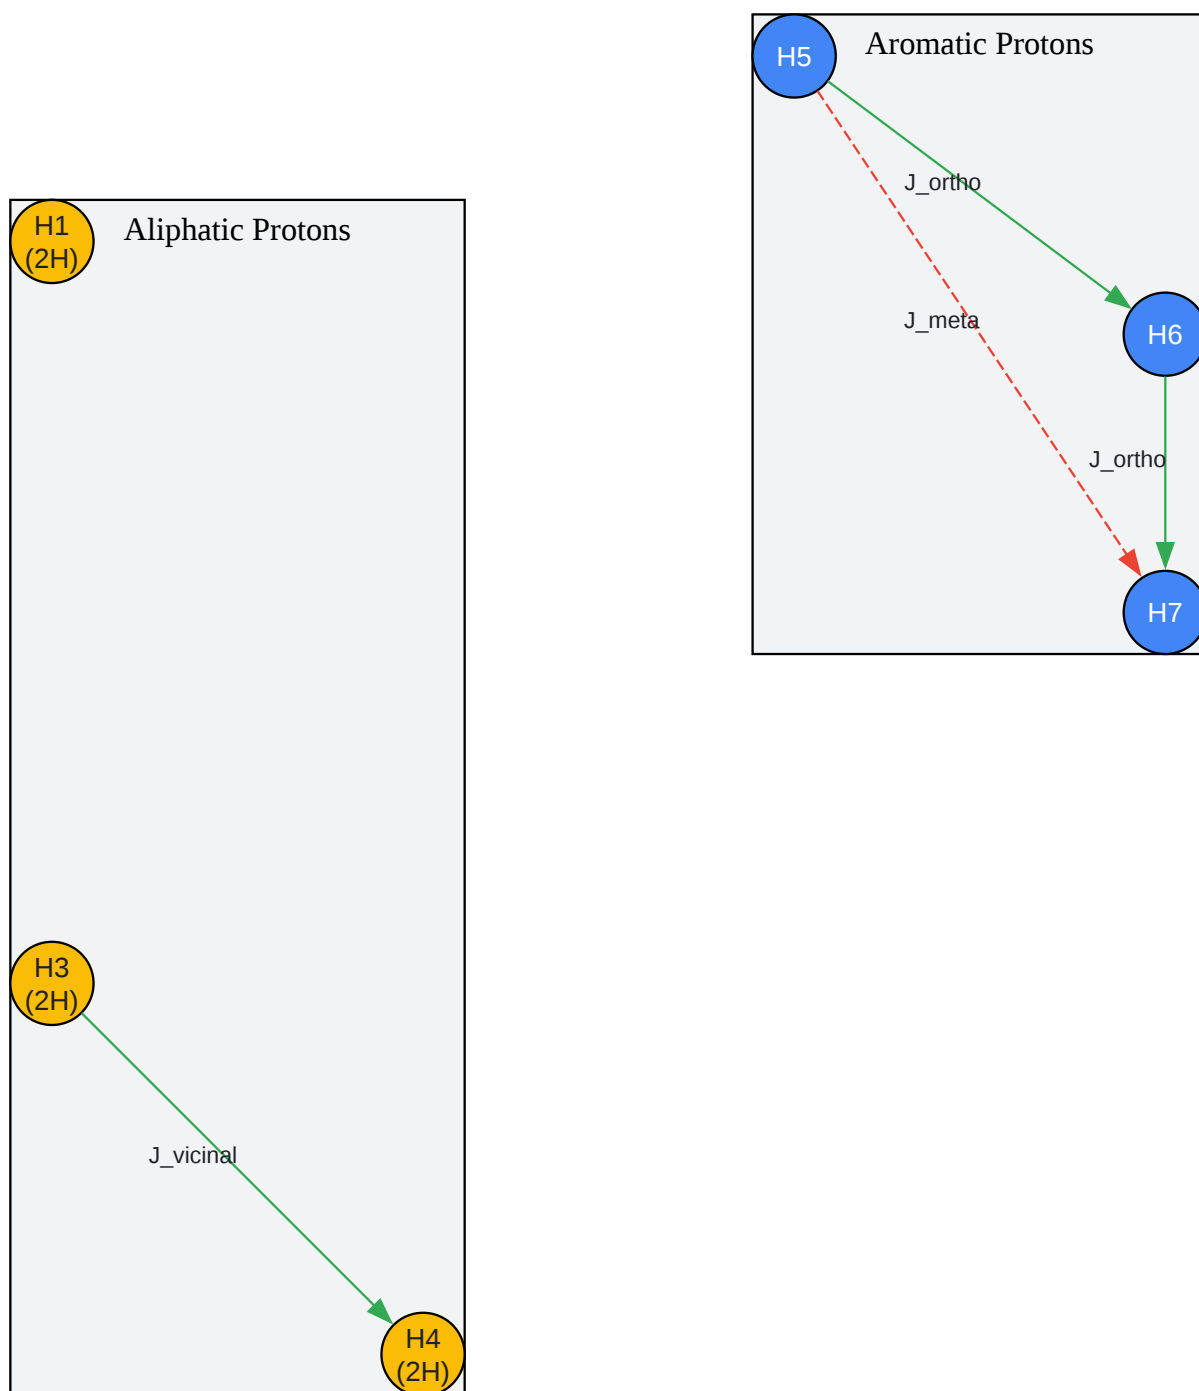 H5
Aromatic Protons
J_ortho
J_meta
H6
J_ortho
H7
H1
(2H)
Aliphatic Protons
H3
(2H)
J_vicinal
H4
(2H)